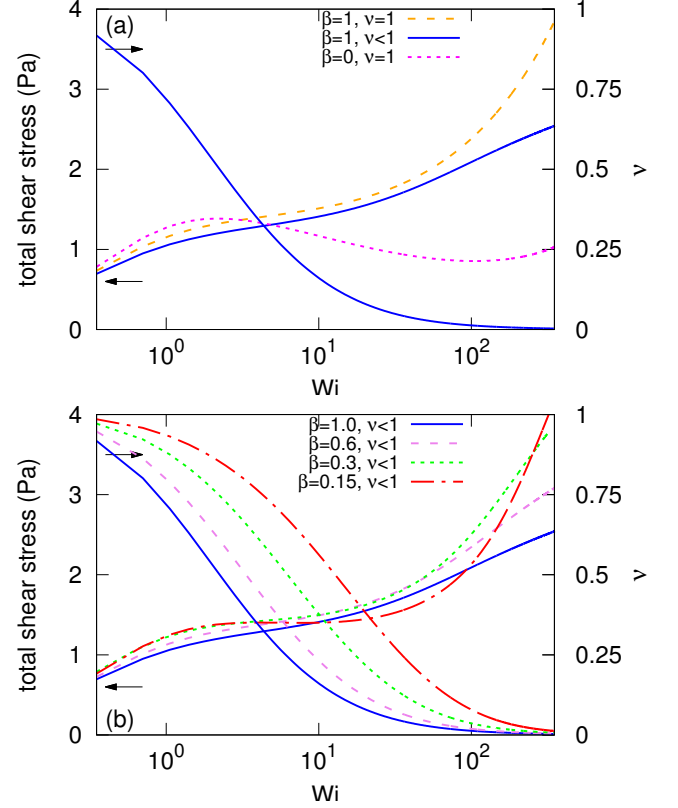 (a)
β=1, ν=1
β=1, ν<1
β=0, ν=1
4
3
2
1
0
total shear stress (Pa)
1
0.75
0.5
0.25
0
ν
10⁰
10¹
10²
Wi
β=1.0, ν<1
β=0.6, ν<1
β=0.3, ν<1
β=0.15, ν<1
4
3
2
1
0
total shear stress (Pa)
1
0.75
0.5
0.25
0
ν
(b)
10⁰
10¹
10²
Wi